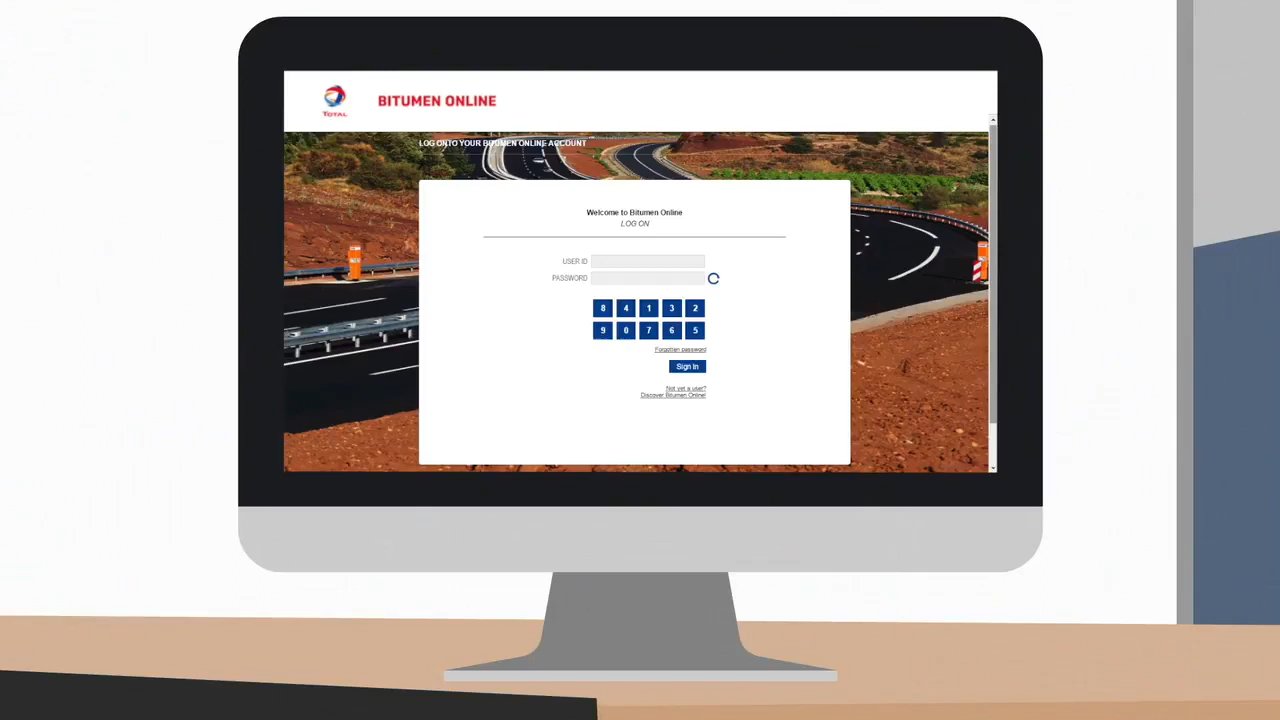 TOTAL
BITUMEN ONLINE
LOG ONTO YOUR BITUMEN ONLINE ACCOUNT
Welcome to Bitumen Online
LOG ON
USER ID
PASSWORD
8 4 1 3 2
9 0 7 6 5
Forgotten password
Sign In
Not yet a user?
Discover Bitumen Online!